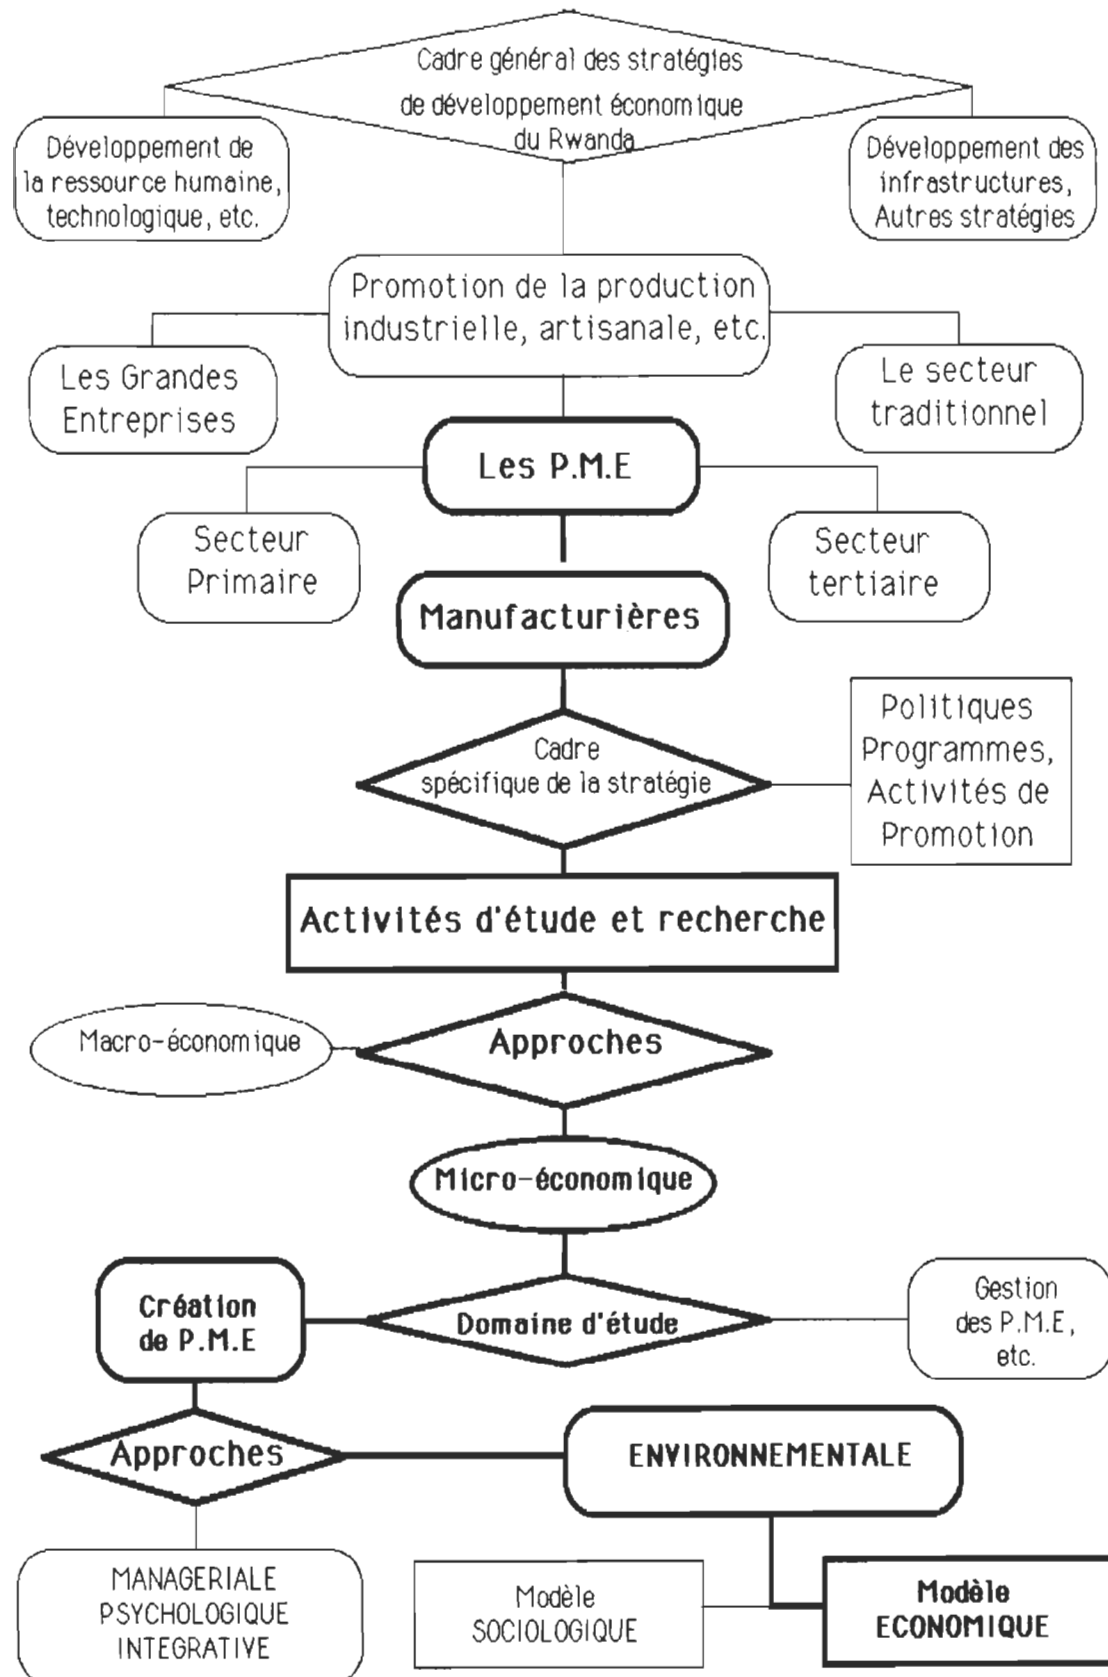 Cadre général des stratégies
de développement économique
du Rwanda
Développement de
la ressource humaine,
technologique, etc.
Développement des
infrastructures,
Autres stratégies
Promotion de la production
industrielle, artisanale, etc.
Les Grandes
Entreprises
Le secteur
traditionnel
Les P.M.E
Secteur
Primaire
Secteur
tertiaire
Manufacturières
Cadre
spécifique de la stratégie
Politiques
Programmes,
Activités de
Promotion
Activités d'étude et recherche
Macro-économique
Approches
Micro-économique
Création
de P.M.E
Domaine d'étude
Gestion
des P.M.E,
etc.
Approches
ENVIRONNEMENTALE
MANAGERIALE
PSYCHOLOGIQUE
INTEGRATIVE
Modèle
SOCIOLOGIQUE
Modèle
ECONOMIQUE